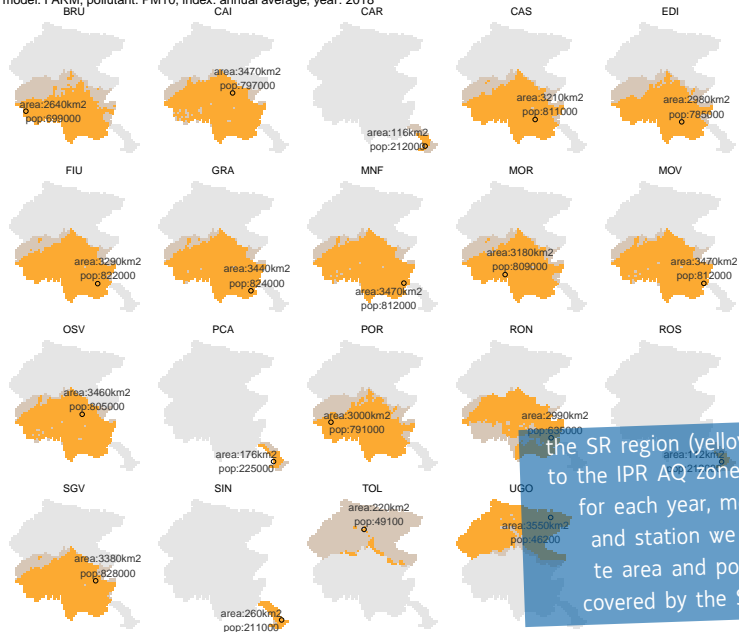 model: FARM, pollutant: PM10, index: annual average, year: 2018
BRU
area:2640km2
pop:699000
CAI
area:3470km2
pop:797000
CAR
area:116km2
pop:212000
CAS
area:3210km2
pop:811000
EDI
area:2980km2
pop:785000
FIU
area:3290km2
pop:822000
GRA
area:3440km2
pop:824000
MNF
area:3470km2
pop:812000
MOR
area:3180km2
pop:809000
MOV
area:3470km2
pop:812000
OSV
area:3460km2
pop:805000
PCA
area:176km2
pop:225000
POR
area:3000km2
pop:791000
RON
area:2990km2
pop:635000
ROS
SGV
area:3380km2
pop:828000
SIN
area:260km2
pop:211000
TOL
area:220km2
pop:49100
UGO
area:3550km2
pop:46200
the SR region (yellow
to the IPR AQ zone
for each year, m
and station we
te area and po
covered by the S